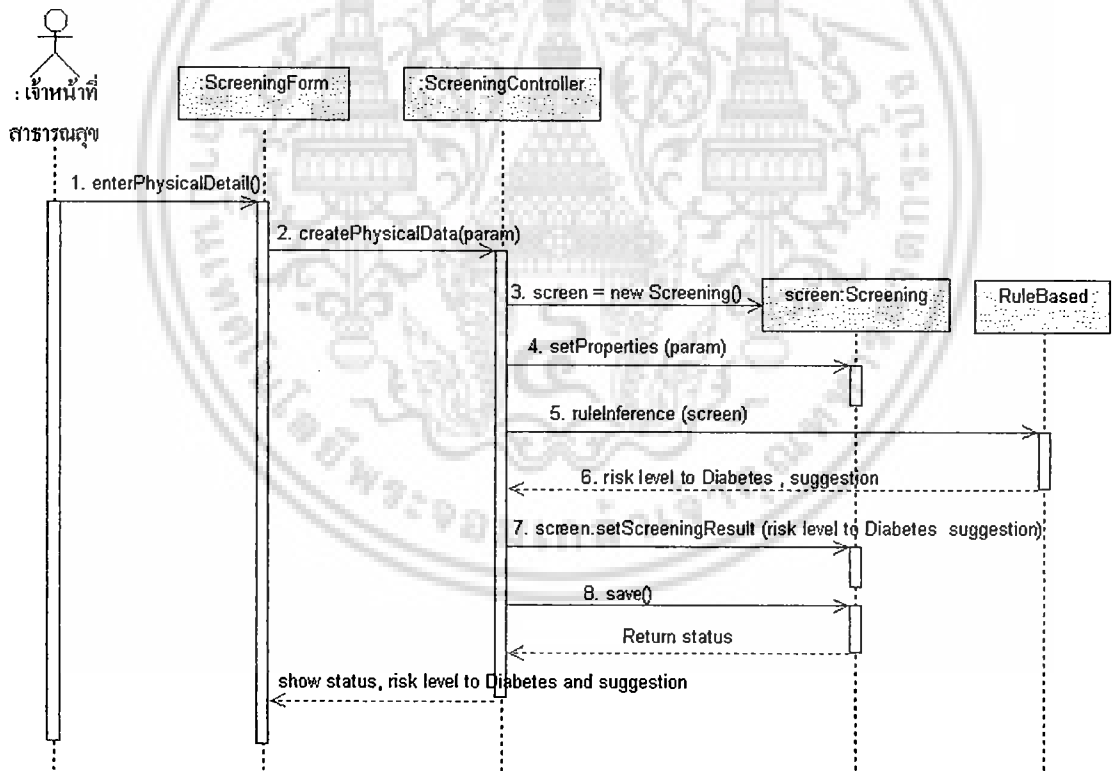 : เจ้าหน้าที่
สาธารณสุข
:ScreeningForm
:ScreeningController
1. enterPhysicalDetail()
2. createPhysicalData(param)
3. screen = new Screening()
screen:Screening
RuleBased
4. setProperties (param)
5. ruleInference (screen)
6. risk level to Diabetes , suggestion
7. screen.setScreeningResult (risk level to Diabetes suggestion)
8. save()
Return status
show status, risk level to Diabetes and suggestion